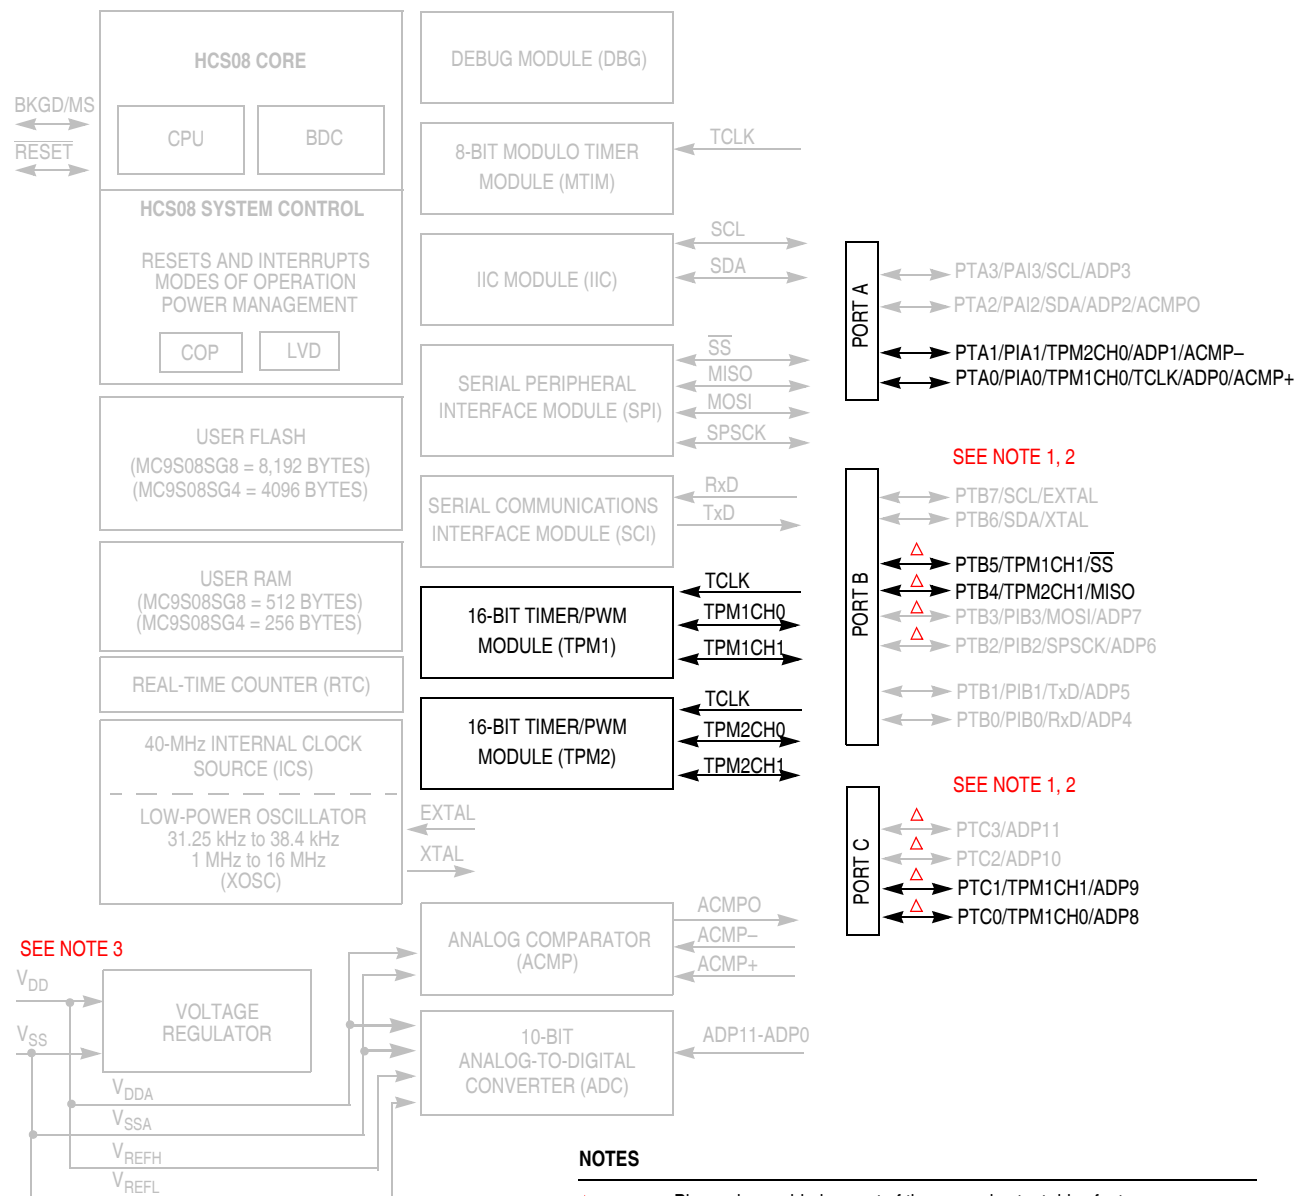 HCS08 CORE
CPU
BDC
BKGD/MS
RESET
HCS08 SYSTEM CONTROL
RESETS AND INTERRUPTS
MODES OF OPERATION
POWER MANAGEMENT
COP
LVD
USER FLASH
(MC9S08SG8 = 8,192 BYTES)
(MC9S08SG4 = 4096 BYTES)
USER RAM
(MC9S08SG8 = 512 BYTES)
(MC9S08SG4 = 256 BYTES)
REAL-TIME COUNTER (RTC)
40-MHz INTERNAL CLOCK
SOURCE (ICS)
LOW-POWER OSCILLATOR
31.25 kHz to 38.4 kHz
1 MHz to 16 MHz
(XOSC)
EXTAL
XTAL
SEE NOTE 3
VDD
VSS
VOLTAGE
REGULATOR
VDDA
VSSA
VREFH
VREFL
DEBUG MODULE (DBG)
8-BIT MODULO TIMER
MODULE (MTIM)
TCLK
IIC MODULE (IIC)
SCL
SDA
SERIAL PERIPHERAL
INTERFACE MODULE (SPI)
SS
MISO
MOSI
SPSCK
SERIAL COMMUNICATIONS
INTERFACE MODULE (SCI)
RxD
TxD
16-BIT TIMER/PWM
MODULE (TPM1)
TCLK
TPM1CH0
TPM1CH1
16-BIT TIMER/PWM
MODULE (TPM2)
TCLK
TPM2CH0
TPM2CH1
ANALOG COMPARATOR
(ACMP)
ACMPO
ACMP–
ACMP+
10-BIT
ANALOG-TO-DIGITAL
CONVERTER (ADC)
ADP11-ADP0
PORT A
PTA3/PAI3/SCL/ADP3
PTA2/PAI2/SDA/ADP2/ACMPO
PTA1/PIA1/TPM2CH0/ADP1/ACMP–
PTA0/PIA0/TPM1CH0/TCLK/ADP0/ACMP+
SEE NOTE 1, 2
PORT B
PTB7/SCL/EXTAL
PTB6/SDA/XTAL
PTB5/TPM1CH1/SS
PTB4/TPM2CH1/MISO
PTB3/PIB3/MOSI/ADP7
PTB2/PIB2/SPSCK/ADP6
PTB1/PIB1/TxD/ADP5
PTB0/PIB0/RxD/ADP4
SEE NOTE 1, 2
PORT C
PTC3/ADP11
PTC2/ADP10
PTC1/TPM1CH1/ADP9
PTC0/TPM1CH0/ADP8
NOTES